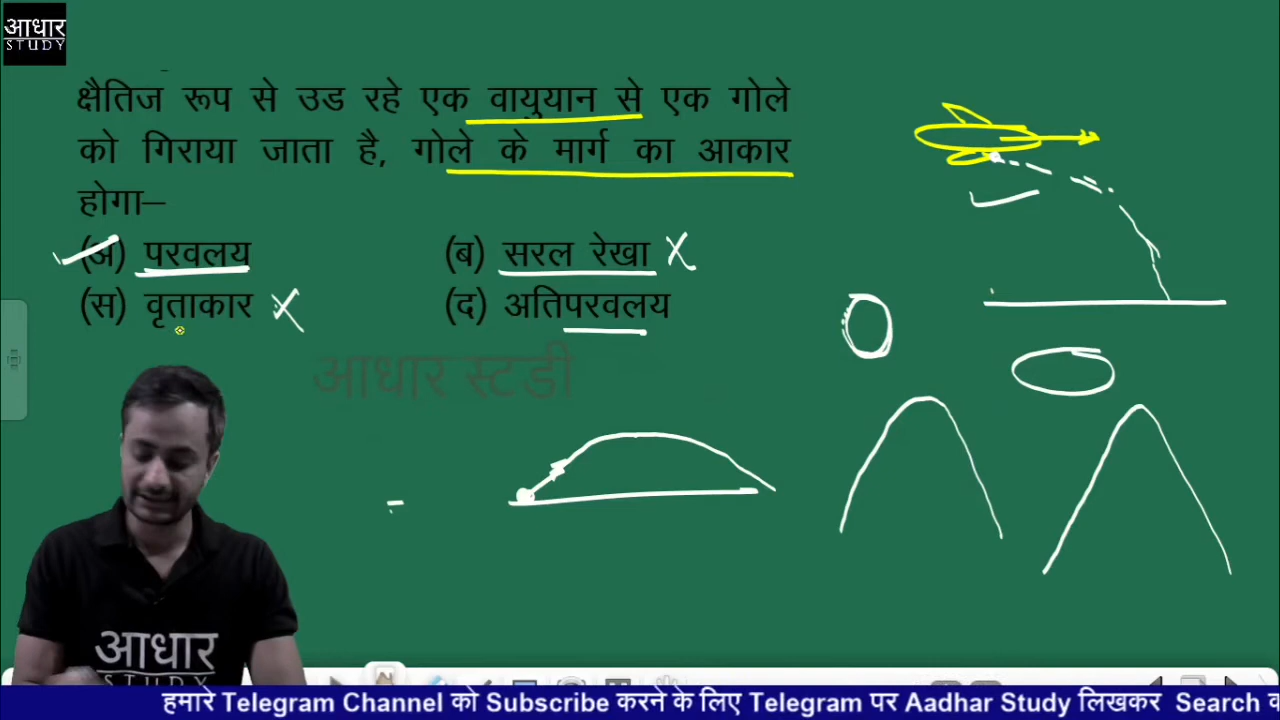 आधार
STUDY
क्षैतिज रूप से उड रहे एक वायुयान से एक गोले
को गिराया जाता है, गोले के मार्ग का आकार
होगा–
(अ) परवलय (ब) सरल रेखा
(स) वृताकार (द) अतिपरवलय
आधार स्टडी
आधार
STUDY
हमारे Telegram Channel को Subscribe करने के लिए Telegram पर Aadhar Study लिखकर Search